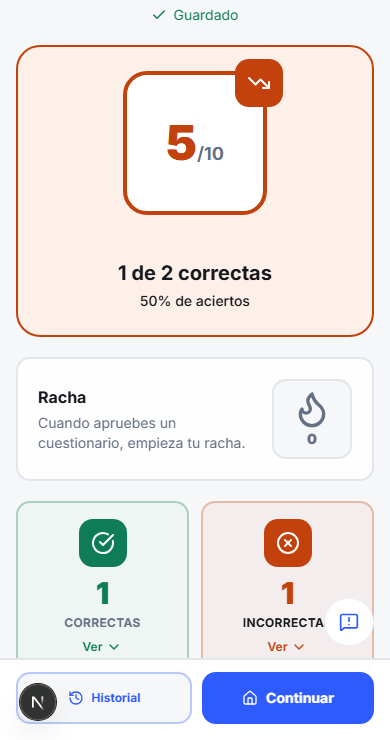 Guardado
5/10
1 de 2 correctas
50% de aciertos
Racha
Cuando apruebes un
cuestionario, empieza tu racha.
0
1
CORRECTAS
Ver
1
INCORRECTA
Ver
N
Historial
Continuar